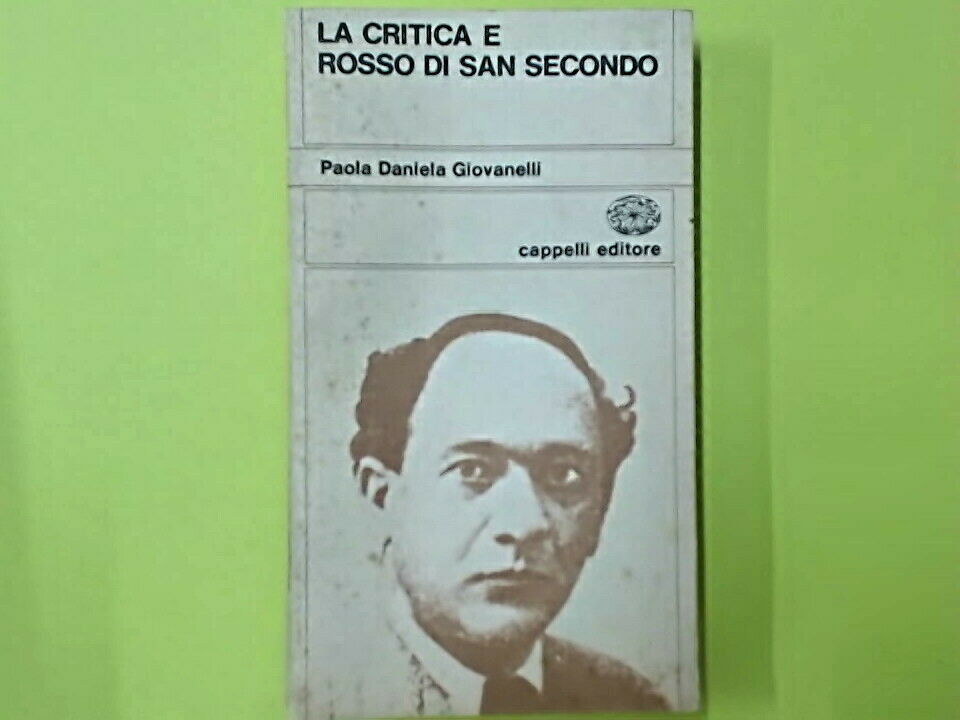 LA CRITICA E
ROSSO DI SAN SECONDO
Paola Daniela Giovanelli
cappelli editore